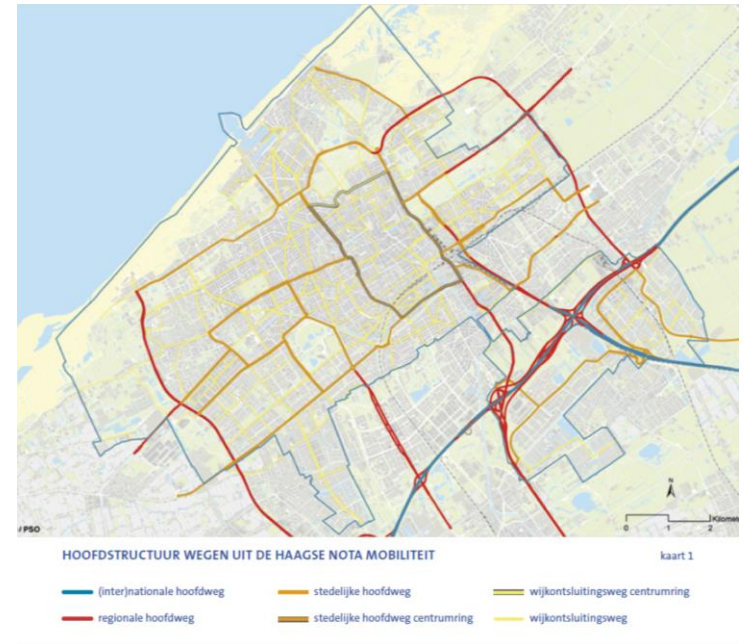 N
0 1 2
/ PSO
HOOFDSTRUCTUUR WEGEN UIT DE HAAGSE NOTA MOBILITEIT kaart 1
(inter)nationale hoofdweg stedelijke hoofdweg wijkontsluitingsweg centrumring
regionale hoofdweg stedelijke hoofdweg centrumring wijkontsluitingsweg